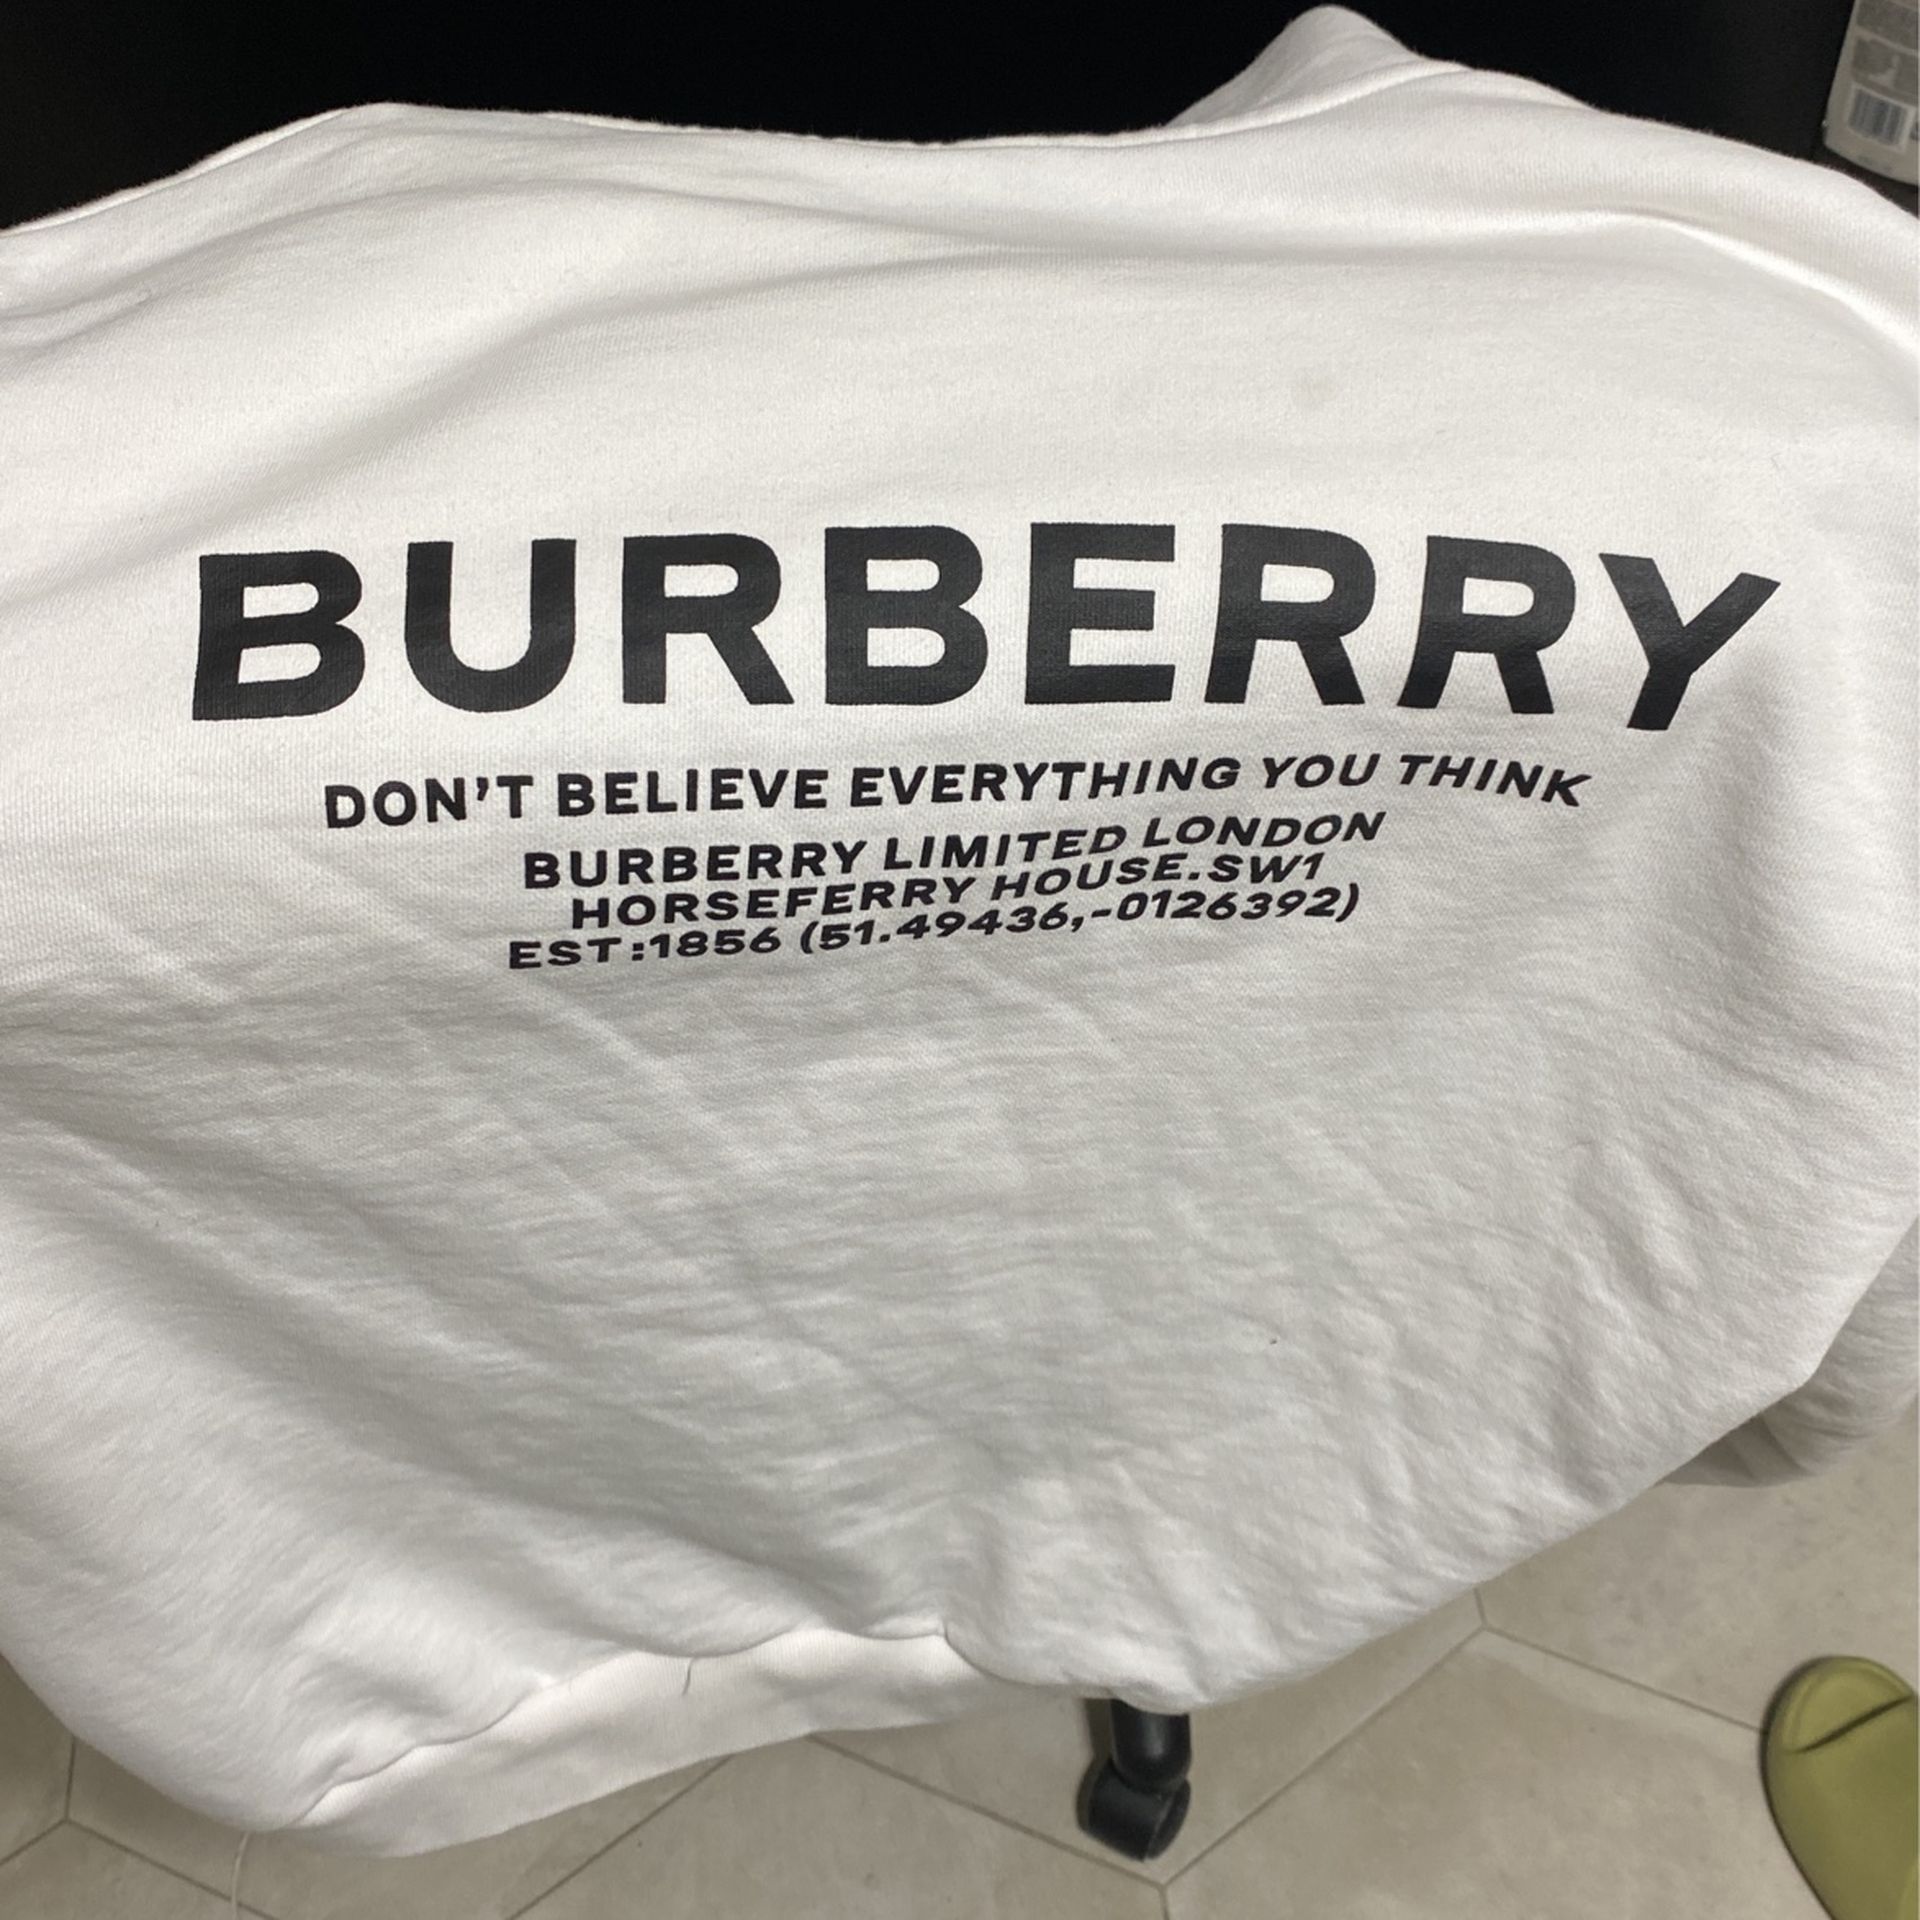 BURBERRY
DON'T BELIEVE EVERYTHING YOU THINK
BURBERRY LIMITED LONDON
HORSEFERRY HOUSE.SW1
EST:1856 (51.49436,-0126392)